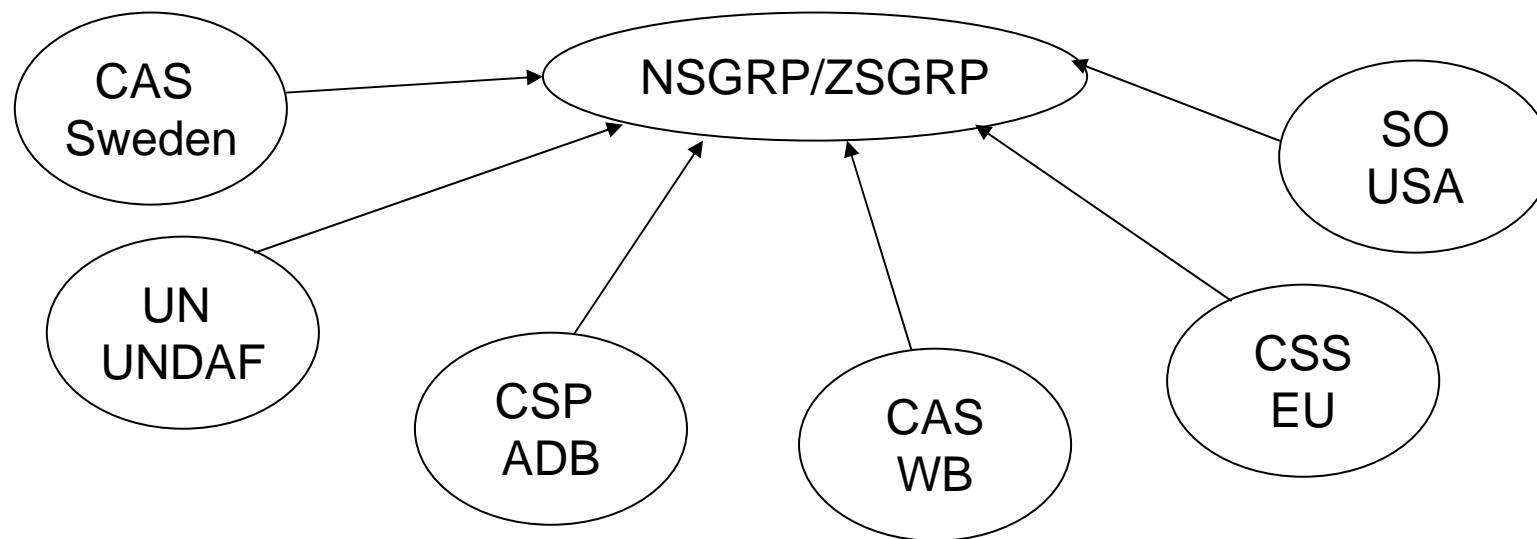 NSGRP/ZSGRP
CAS
Sweden
SO
USA
UN
UNDAF
CSS
EU
CSP
ADB
CAS
WB